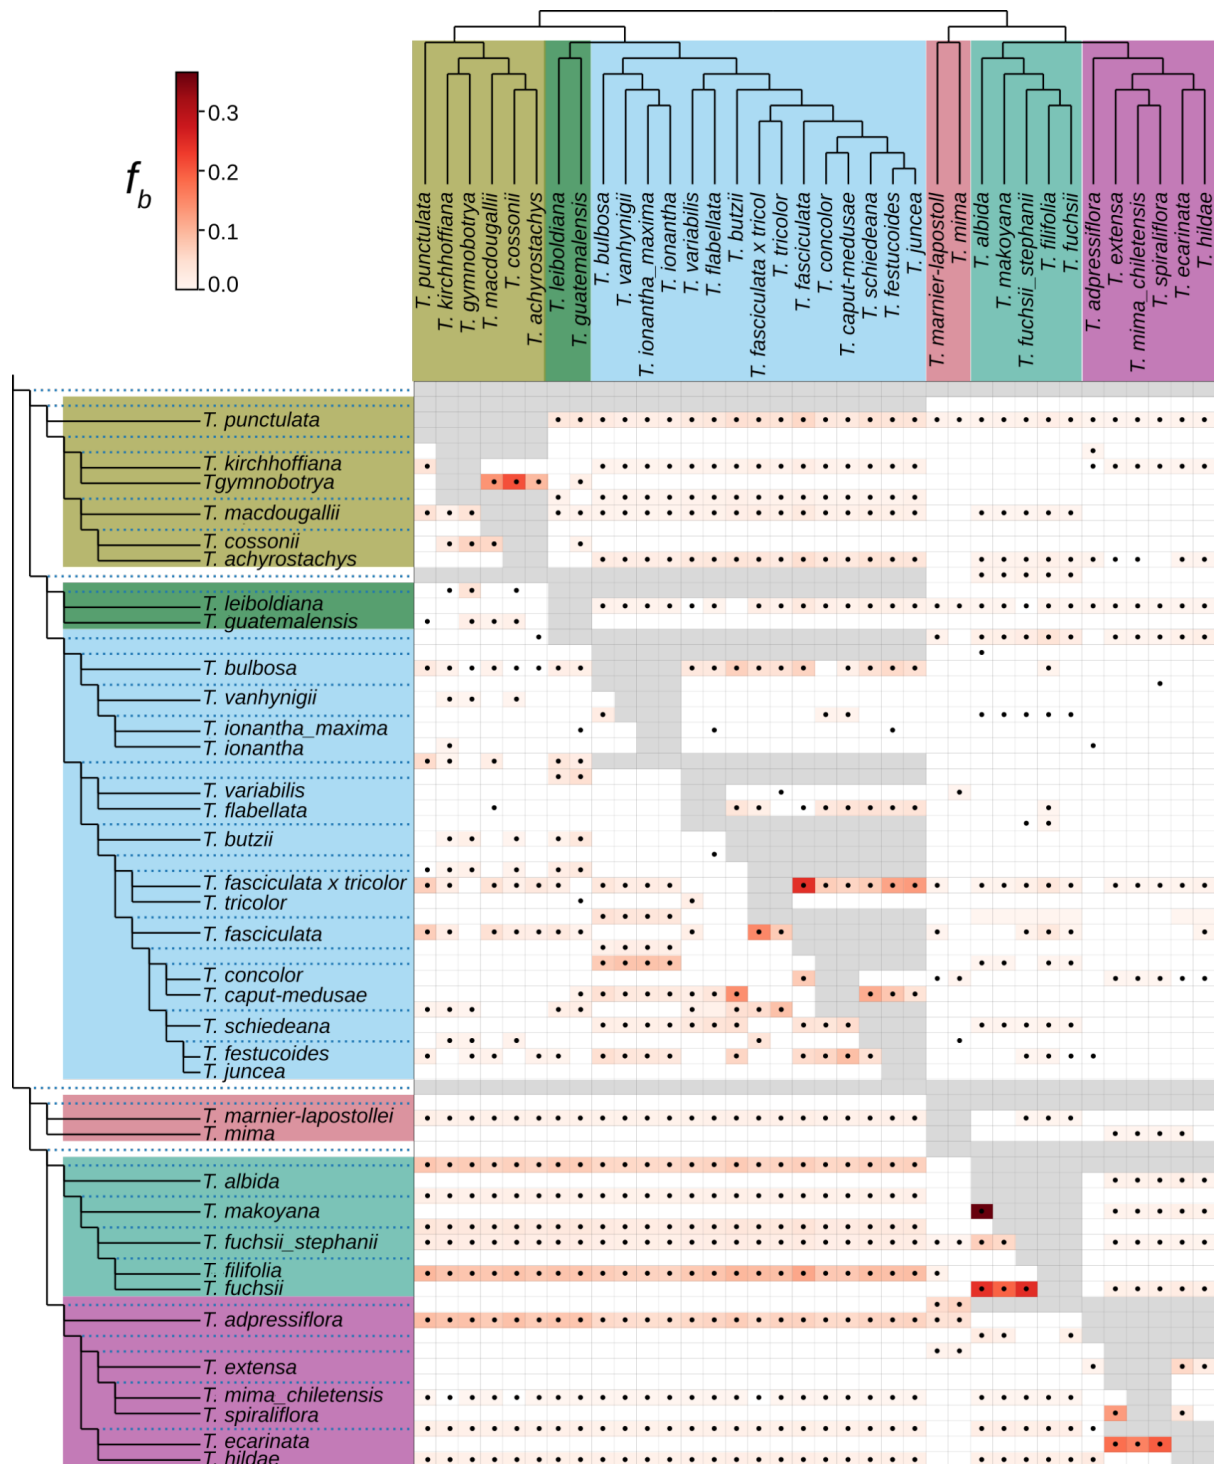 0.3
0.2
0.1
0.0
f_b
T. punctulata
T. kirchhoffiana
T. gymnobotrya
T. macdougallii
T. cossonii
T. achyrostachys
T. leiboldiana
T. guatemalensis
T. bulbosa
T. vanhynigii
T. ionantha_maxima
T. ionantha
T. variabilis
T. flabellata
T. butzii
T. fasciculata x tricol
T. tricolor
T. fasciculata
T. concolor
T. caput-medusae
T. schiedeana
T. festucoides
T. juncea
T. marnier-lapostoll
T. mima
T. albida
T. makoyana
T. fuchsii_stephanii
T. filifolia
T. fuchsii
T. adpressiflora
T. extensa
T. mima_chiletensis
T. spiraliflora
T. ecarinata
T. hildae
T. punctulata
T. kirchhoffiana
Tgymnobotrya
T. macdougallii
T. cossonii
T. achyrostachys
T. leiboldiana
T. guatemalensis
T. bulbosa
T. vanhynigii
T. ionantha_maxima
T. ionantha
T. variabilis
T. flabellata
T. butzii
T. fasciculata x tricolor
T. tricolor
T. fasciculata
T. concolor
T. caput-medusae
T. schiedeana
T. festucoides
T. juncea
T. marnier-lapostollei
T. mima
T. albida
T. makoyana
T. fuchsii_stephanii
T. filifolia
T. fuchsii
T. adpressiflora
T. extensa
T. mima_chiletensis
T. spiraliflora
T. ecarinata
T. hildae